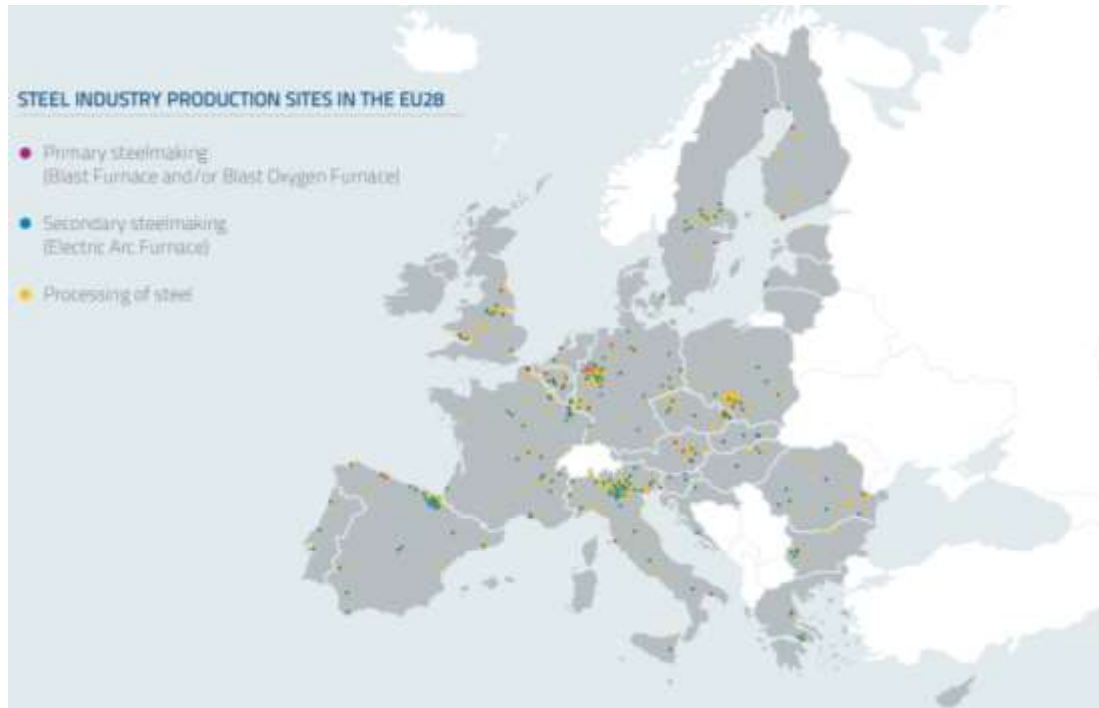 STEEL INDUSTRY PRODUCTION SITES IN THE EU28
Primary steelmaking
(Blast Furnace and/or Blast Oxygen Furnace)
Secondary steelmaking
(Electric Arc Furnace)
Processing of steel